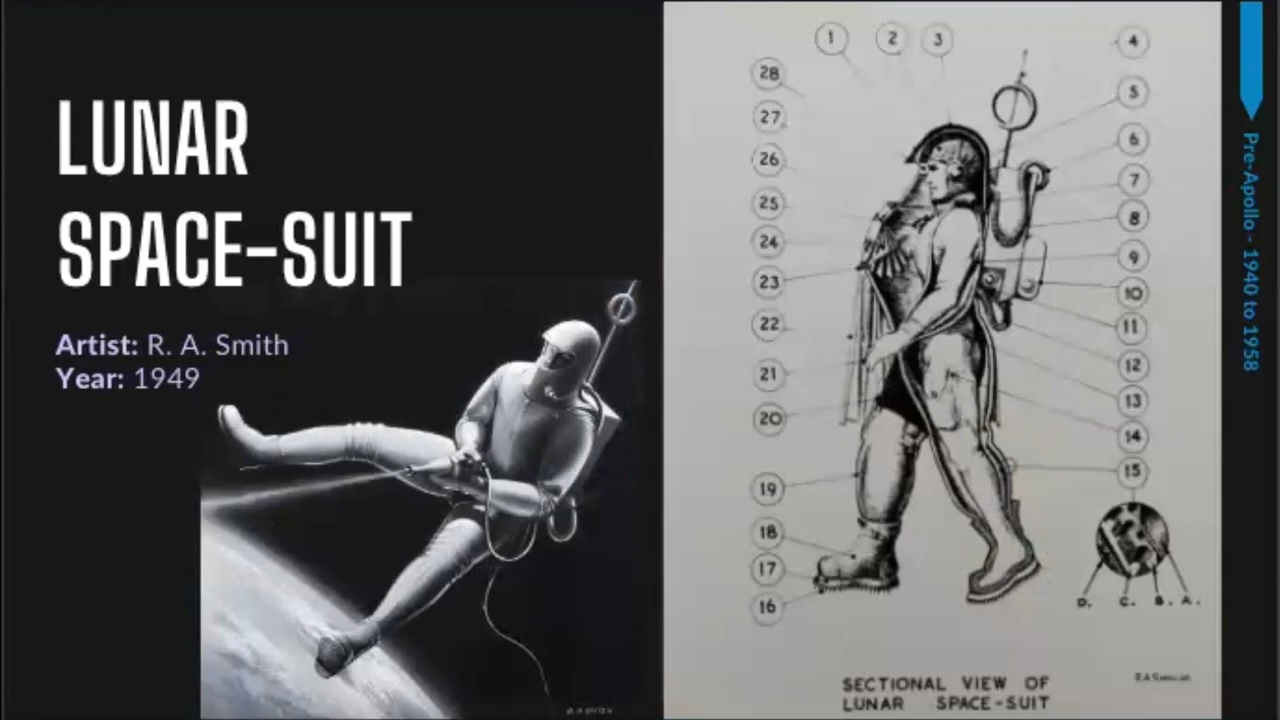 LUNAR
SPACE-SUIT
Artist: R. A. Smith
Year: 1949
1 2 3
4
5
6
7
8
9
10
11
12
13
14
15
28
27
26
25
24
23
22
21
20
19
18
17
16
D. C. B. A.
SECTIONAL VIEW OF
LUNAR SPACE-SUIT
Pre-Apollo - 1940 to 1958